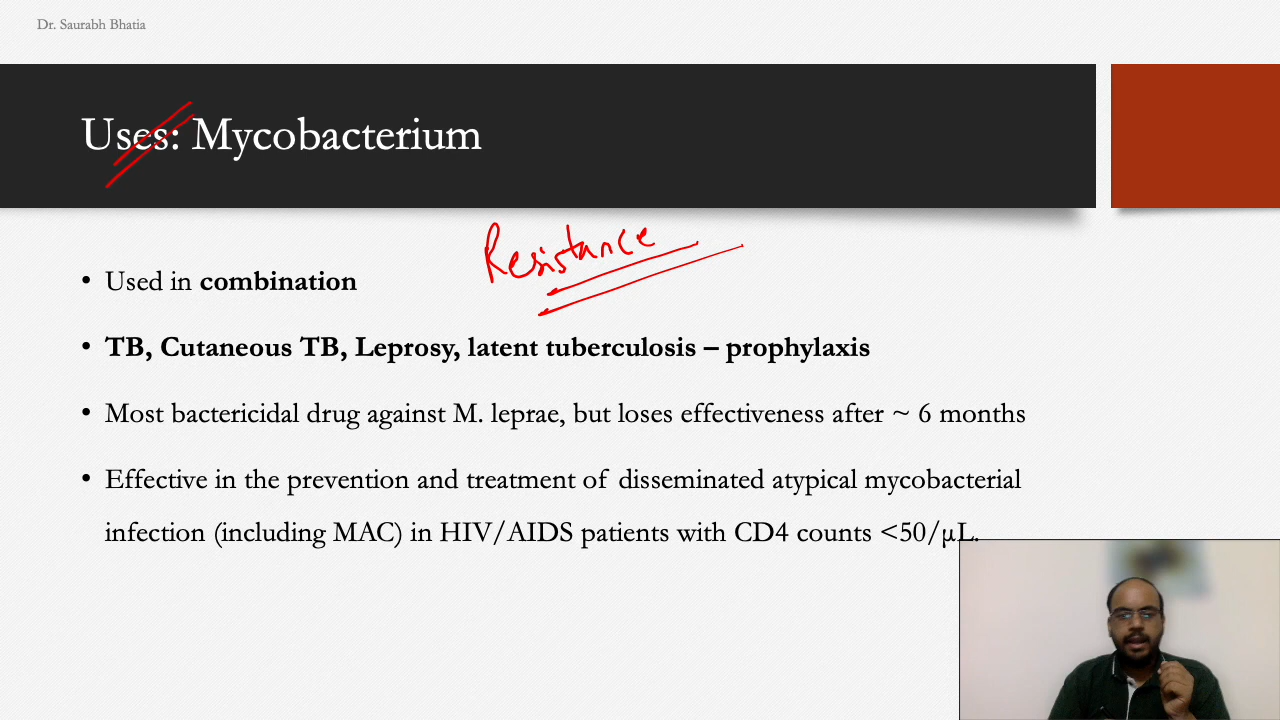 Dr. Saurabh Bhatia
Uses: Mycobacterium
Resistance
• Used in combination
• TB, Cutaneous TB, Leprosy, latent tuberculosis – prophylaxis
• Most bactericidal drug against M. leprae, but loses effectiveness after ~ 6 months
• Effective in the prevention and treatment of disseminated atypical mycobacterial
infection (including MAC) in HIV/AIDS patients with CD4 counts <50/µL.